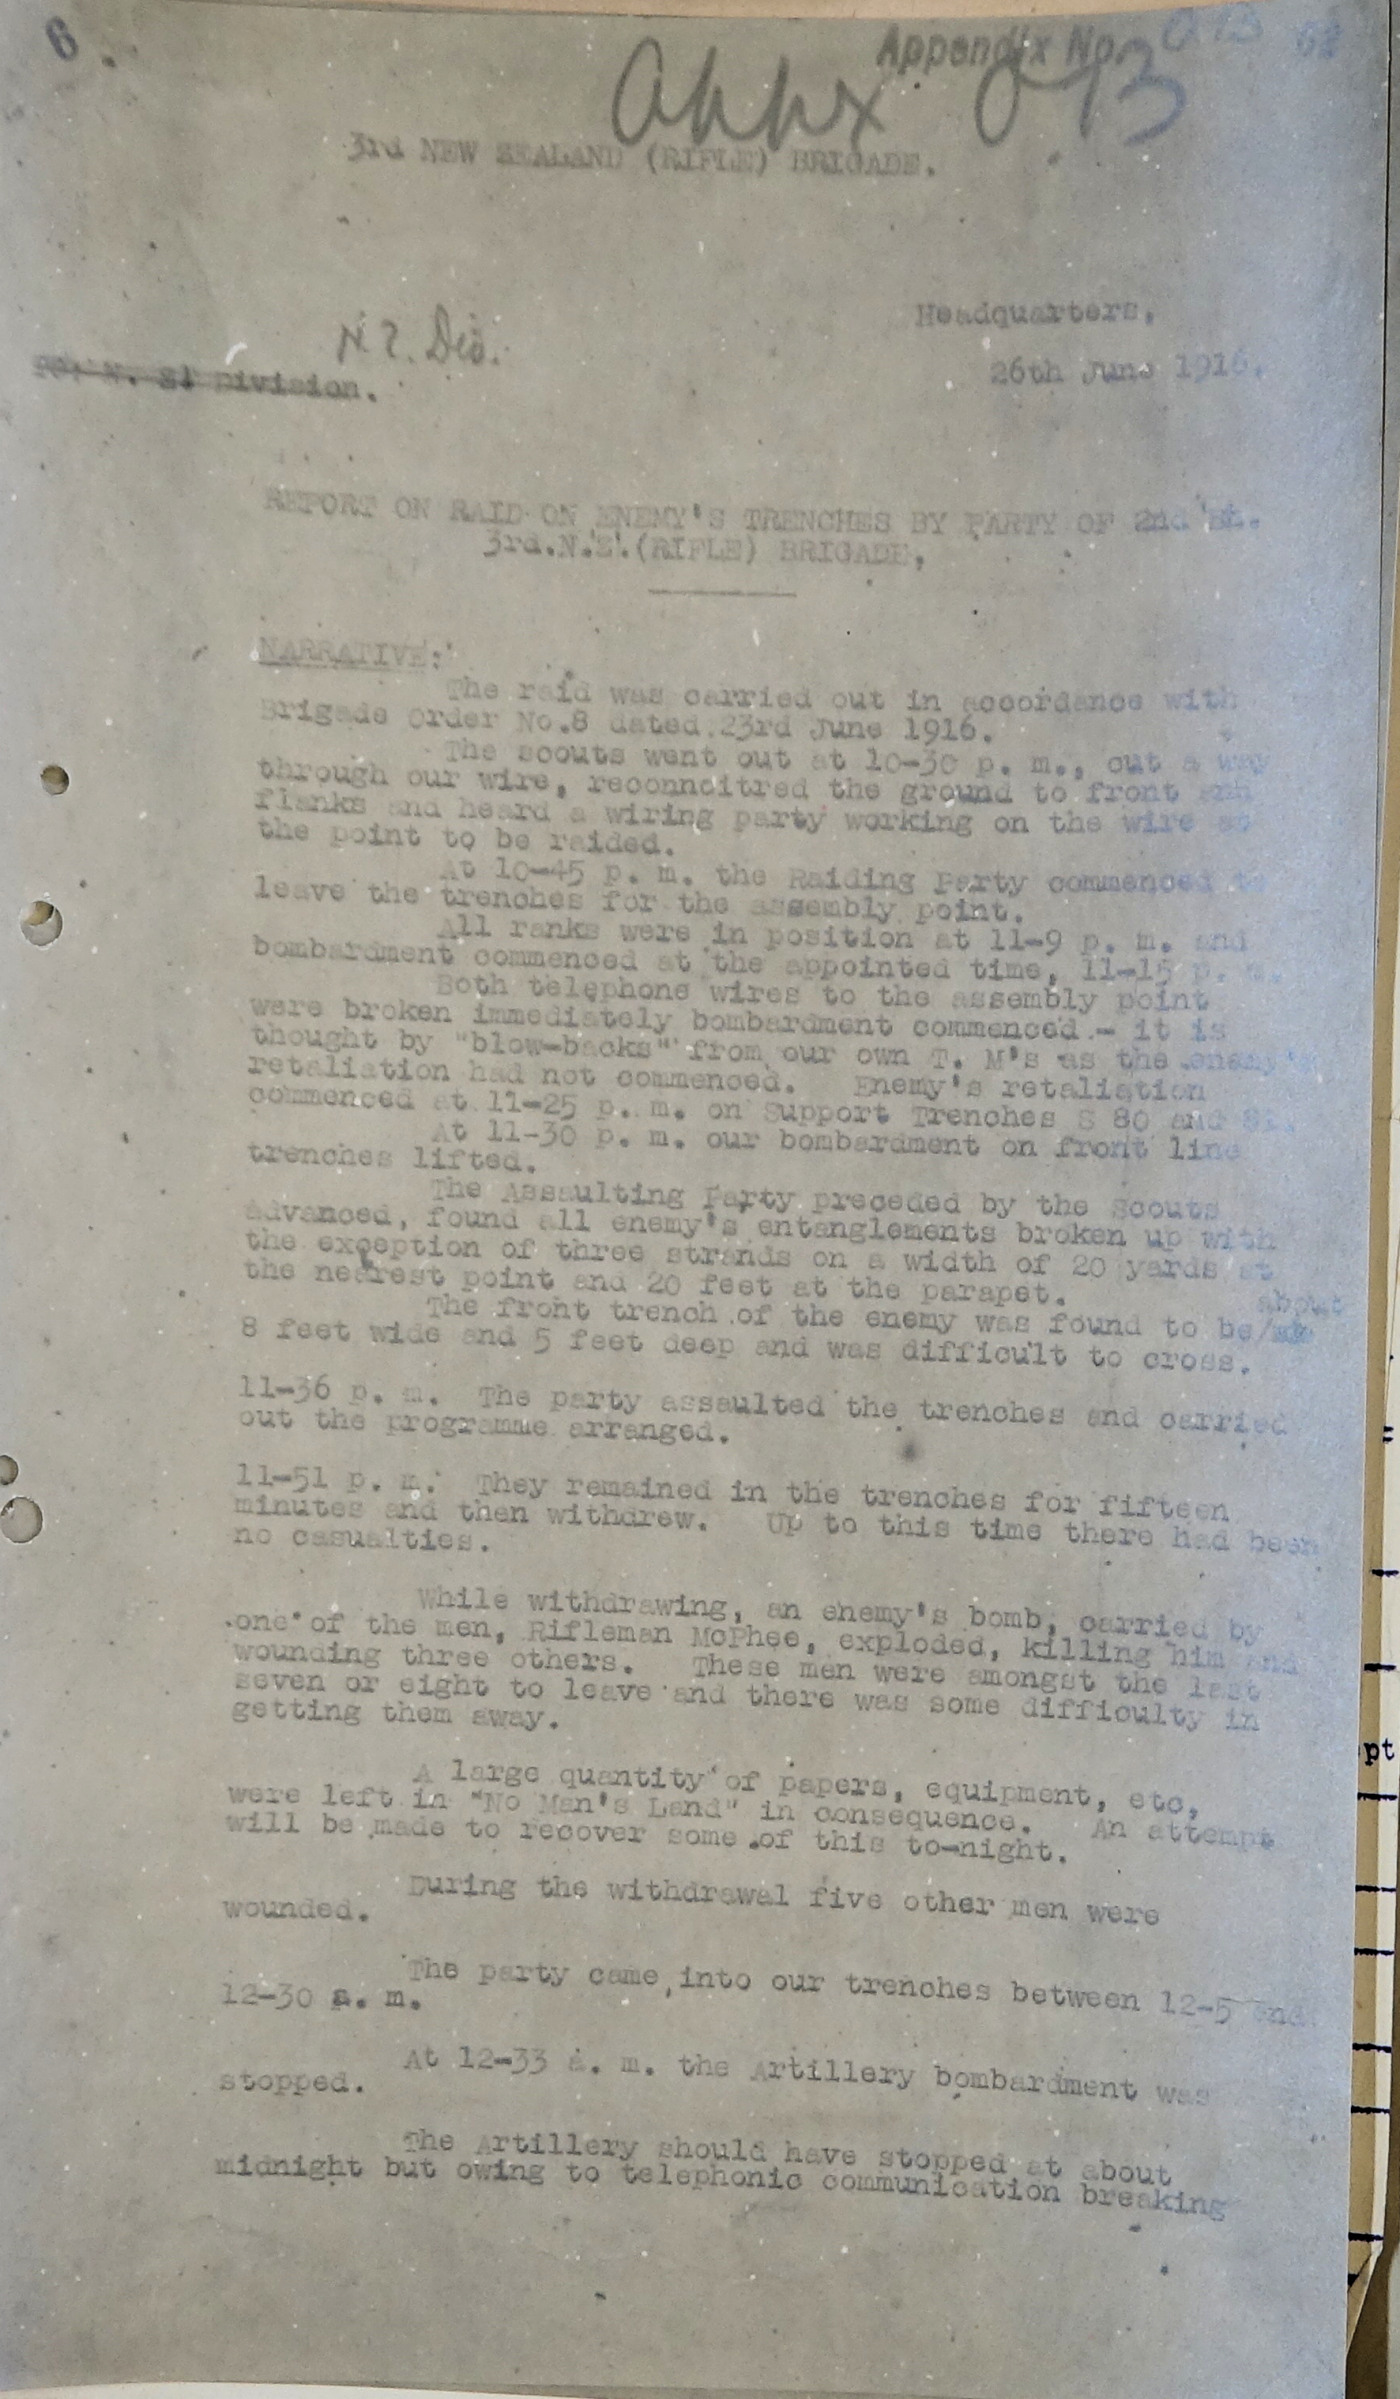 6
Appendix No.
Appx 13
3rd NEW ZEALAND (RIFLE) BRIGADE.
Headquarters,
N.Z. Div.
N. Z. Division.
26th June 1916.
REPORT ON RAID ON ENEMY'S TRENCHES BY PARTY OF 2nd Bn.
3rd.N.Z.(RIFLE) BRIGADE,
NARRATIVE:
The raid was carried out in accordance with
Brigade Order No.8 dated 23rd June 1916.
The scouts went out at 10-30 p. m., cut a way
through our wire, reconnoitred the ground to front and
flanks and heard a wiring party working on the wire at
the point to be raided.
At 10-45 p. m. the Raiding Party commenced to
leave the trenches for the assembly point.
All ranks were in position at 11-9 p. m. and
bombardment commenced at the appointed time, 11-15 p. m.
Both telephone wires to the assembly point
were broken immediately bombardment commenced - it is
thought by "blow-backs" from our own T. M's as the enemy's
retaliation had not commenced. Enemy's retaliation
commenced at 11-25 p. m. on Support Trenches S 80 and
At 11-30 p. m. our bombardment on front line
trenches lifted.
The Assaulting Party preceded by the Scouts
advanced, found all enemy's entanglements broken up with
the exception of three strands on a width of 20 yards at
the nearest point and 20 feet at the parapet.
about
The front trench of the enemy was found to be/
8 feet wide and 5 feet deep and was difficult to cross.
11-36 p. m. The party assaulted the trenches and carried
out the programme arranged.
11-51 p. m. They remained in the trenches for fifteen
minutes and then withdrew. Up to this time there had been
no casualties.
While withdrawing, an enemy's bomb, carried by
one of the men, Rifleman McPhee, exploded, killing him and
wounding three others. These men were amongst the last
seven or eight to leave and there was some difficulty in
getting them away.
A large quantity of papers, equipment, etc,
were left in "No Man's Land" in consequence. An attempt
will be made to recover some of this to-night.
During the withdrawal five other men were
wounded.
The party came into our trenches between 12-5 and
12-30 a. m.
At 12-33 a. m. the Artillery bombardment was
stopped.
The Artillery should have stopped at about
midnight but owing to telephonic communication breaking
pt